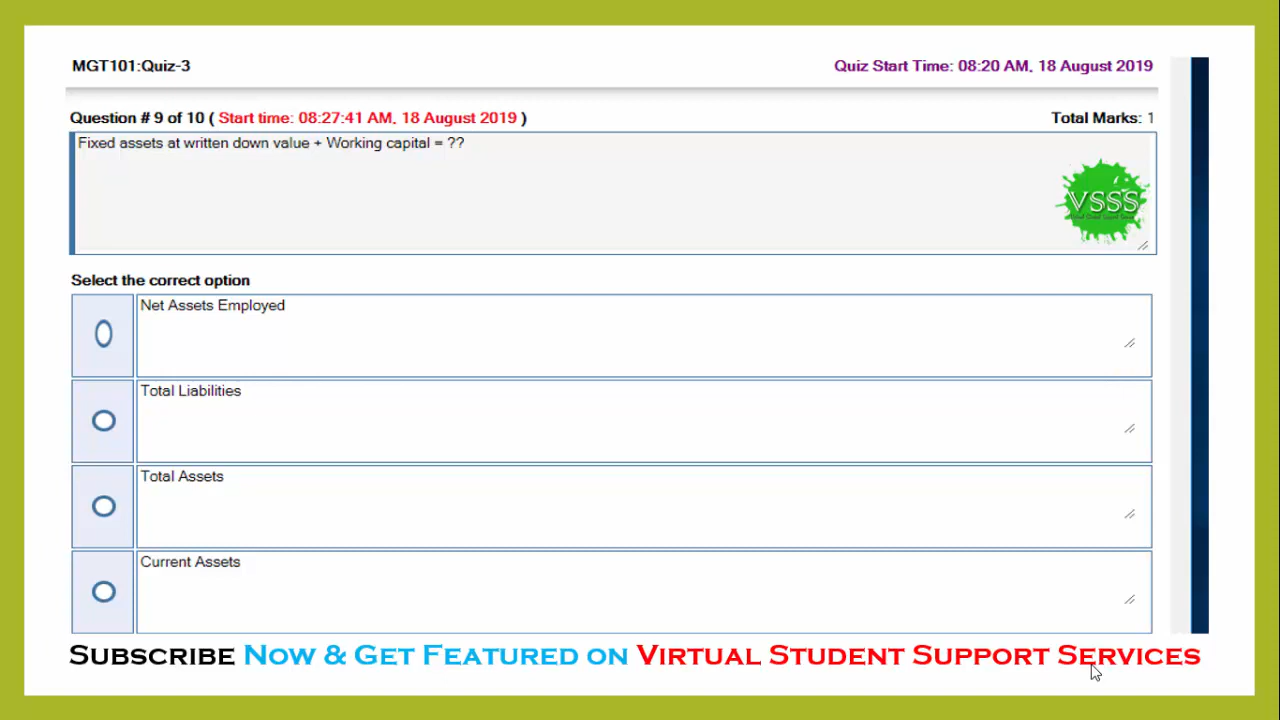 MGT101:Quiz-3
Quiz Start Time: 08:20 AM, 18 August 2019
Question # 9 of 10 ( Start time: 08:27:41 AM, 18 August 2019 )
Total Marks: 1
Fixed assets at written down value + Working capital = ??
VSSS
Select the correct option
Net Assets Employed
Total Liabilities
Total Assets
Current Assets
SUBSCRIBE NOW & GET FEATURED ON VIRTUAL STUDENT SUPPORT SERVICES